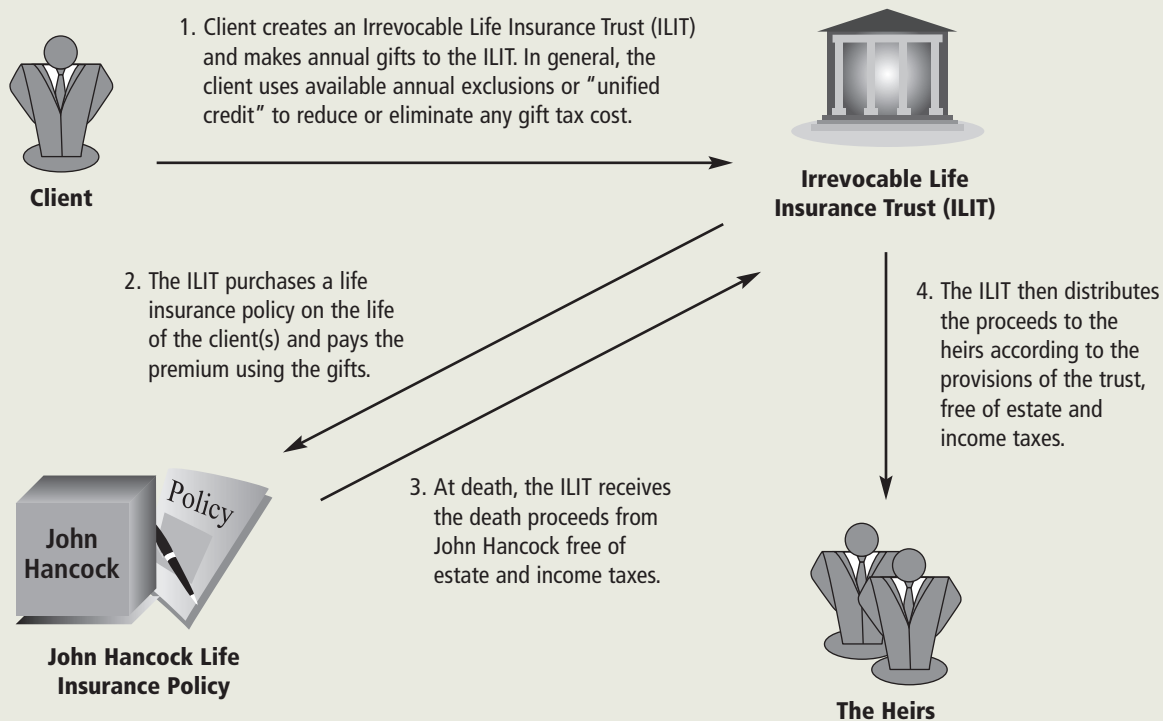 1. Client creates an Irrevocable Life Insurance Trust (ILIT)
and makes annual gifts to the ILIT. In general, the
client uses available annual exclusions or “unified
credit” to reduce or eliminate any gift tax cost.
Client
Irrevocable Life
Insurance Trust (ILIT)
2. The ILIT purchases a life
insurance policy on the life
of the client(s) and pays the
premium using the gifts.
4. The ILIT then distributes
the proceeds to the
heirs according to the
provisions of the trust,
free of estate and
income taxes.
3. At death, the ILIT receives
the death proceeds from
John Hancock free of
estate and income taxes.
Policy
John
Hancock
John Hancock Life
Insurance Policy
The Heirs